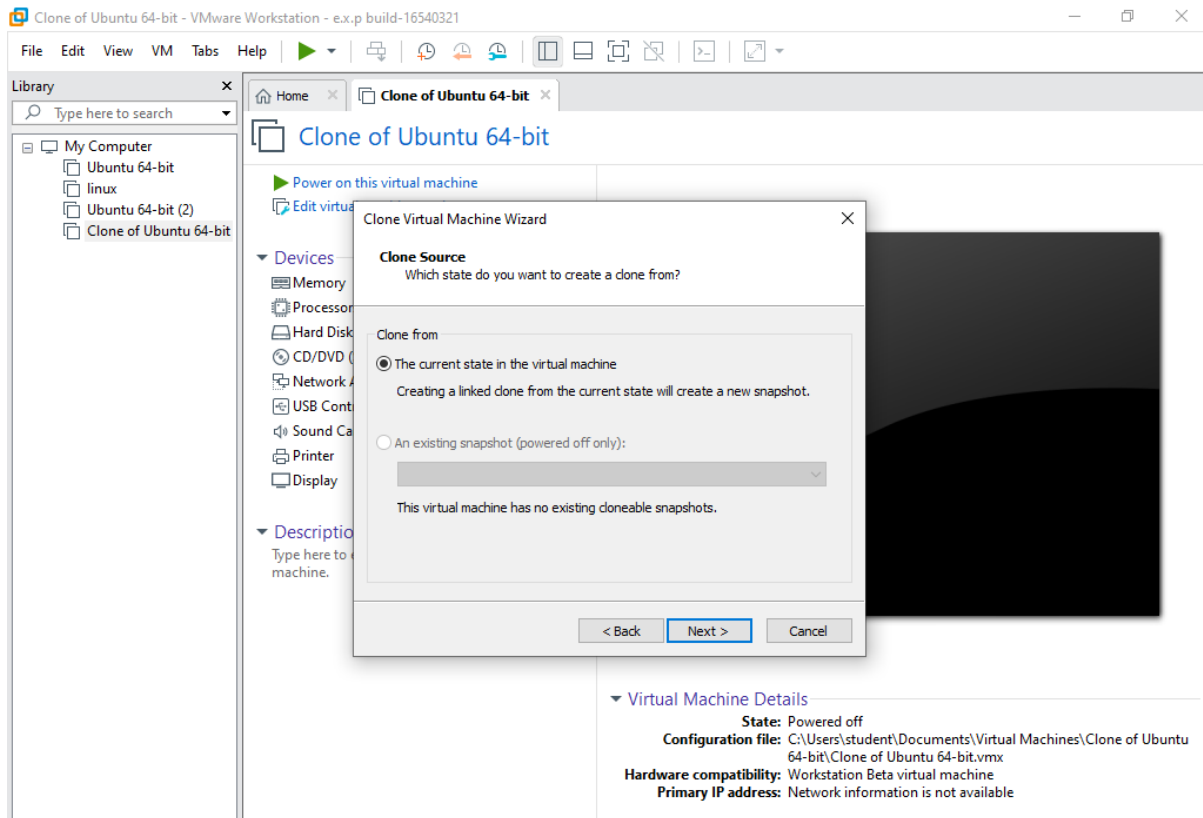 Clone of Ubuntu 64-bit - VMware Workstation - e.x.p build-16540321
File Edit View VM Tabs Help
Library
Type here to search
My Computer
Ubuntu 64-bit
linux
Ubuntu 64-bit (2)
Clone of Ubuntu 64-bit
Home
Clone of Ubuntu 64-bit
Clone of Ubuntu 64-bit
Power on this virtual machine
Edit virtua
Devices
Memory
Processor
Hard Disk
CD/DVD (
Network A
USB Cont
Sound Ca
Printer
Display
Descriptio
Type here to e
machine.
Clone Virtual Machine Wizard
Clone Source
Which state do you want to create a clone from?
Clone from
The current state in the virtual machine
Creating a linked clone from the current state will create a new snapshot.
An existing snapshot (powered off only):
This virtual machine has no existing cloneable snapshots.
< Back Next > Cancel
Virtual Machine Details
State: Powered off
Configuration file: C:\Users\student\Documents\Virtual Machines\Clone of Ubuntu
64-bit\Clone of Ubuntu 64-bit.vmx
Hardware compatibility: Workstation Beta virtual machine
Primary IP address: Network information is not available